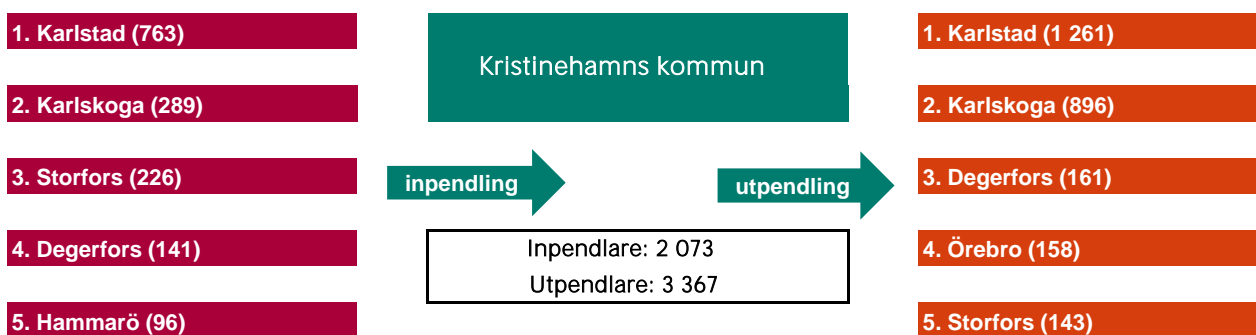 1. Karlstad (763)
2. Karlskoga (289)
3. Storfors (226)
4. Degerfors (141)
5. Hammarö (96)
Kristinehamns kommun
inpendling
utpendling
Inpendlare: 2 073
Utpendlare: 3 367
1. Karlstad (1 261)
2. Karlskoga (896)
3. Degerfors (161)
4. Örebro (158)
5. Storfors (143)